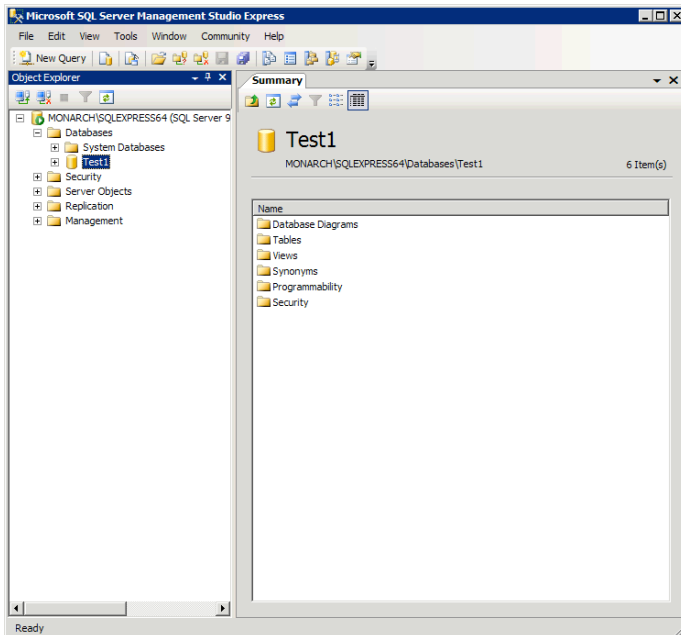 Microsoft SQL Server Management Studio Express
File Edit View Tools Window Community Help
New Query
Object Explorer
MONARCH\SQLEXPRESS64 (SQL Server 9
Databases
System Databases
Test1
Security
Server Objects
Replication
Management
Summary
Test1
MONARCH\SQLEXPRESS64\Databases\Test1 6 Item(s)
Name
Database Diagrams
Tables
Views
Synonyms
Programmability
Security
Ready